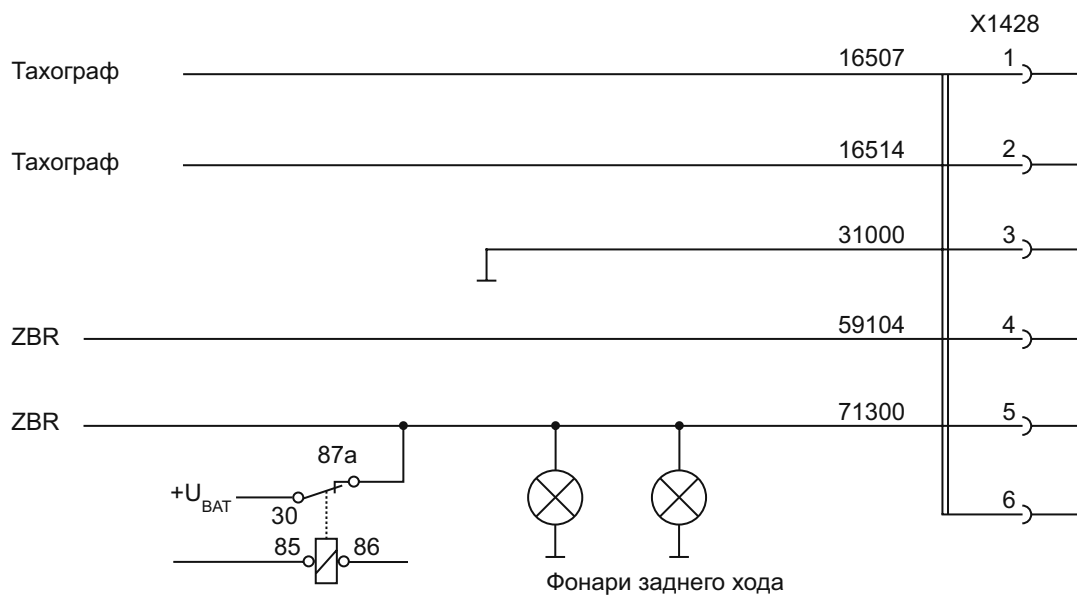 X1428
Тахограф 16507 1
Тахограф 16514 2
31000 3
ZBR 59104 4
ZBR 71300 5
87a
+U_BAT 30
6
85 86
Фонари заднего хода